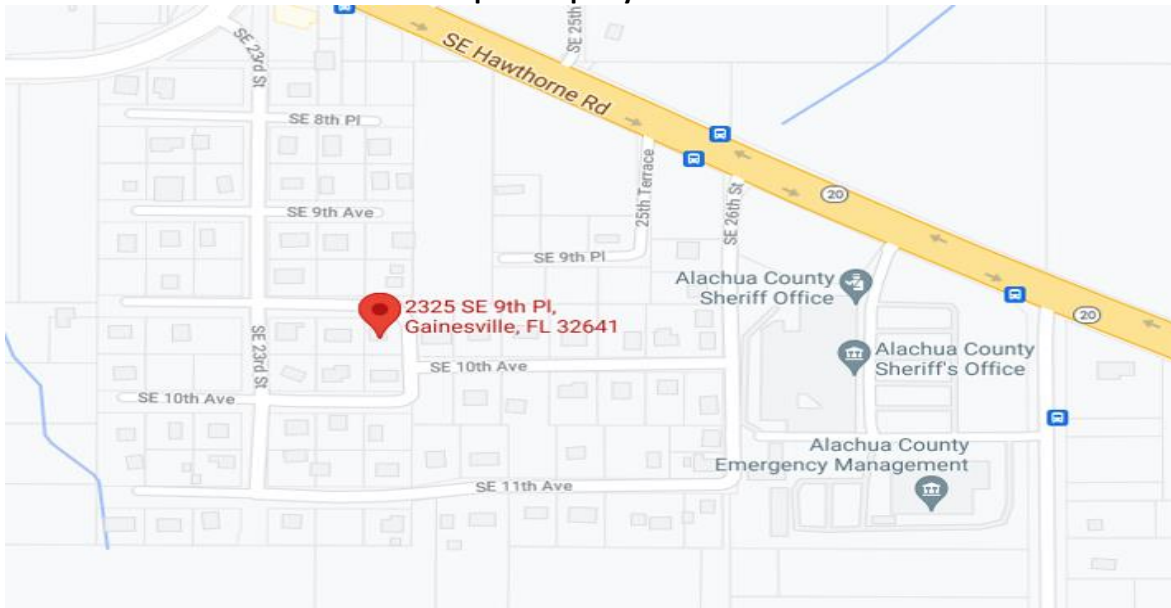 SE 25th
SE 23rd St
SE Hawthorne Rd
SE 8th Pl
25th Terrace
SE 26th St
20
SE 9th Ave
SE 9th Pl
Alachua County
Sheriff Office
2325 SE 9th Pl,
Gainesville, FL 32641
20
SE 23rd St
Alachua County
Sheriff's Office
SE 10th Ave
SE 10th Ave
Alachua County
Emergency Management
SE 11th Ave